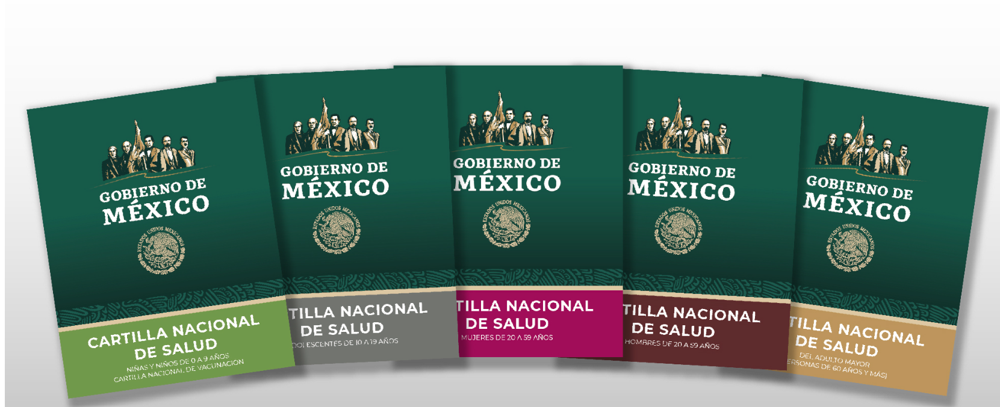 GOBIERNO DE
MÉXICO
ESTADOS UNIDOS MEXICANOS
CARTILLA NACIONAL
DE SALUD
NIÑAS Y NIÑOS DE 0 A 9 AÑOS
CARTILLA NACIONAL DE VACUNACIÓN
GOBIERNO DE
MÉXICO
ESTADOS UNIDOS MEXICANOS
TILLA NACIONAL
DE SALUD
DOLESCENTES DE 10 A 19 AÑOS
GOBIERNO DE
MÉXICO
ESTADOS UNIDOS MEXICANOS
TILLA NACIONAL
DE SALUD
MUJERES DE 20 A 59 AÑOS
GOBIERNO DE
MÉXICO
ESTADOS UNIDOS MEXICANOS
TILLA NACIONAL
DE SALUD
HOMBRES DE 20 A 59 AÑOS
GOBIERNO DE
MÉXICO
ESTADOS UNIDOS MEXICANOS
TILLA NACIONAL
DE SALUD
DEL ADULTO MAYOR
ERSONAS DE 60 AÑOS Y MÁS)